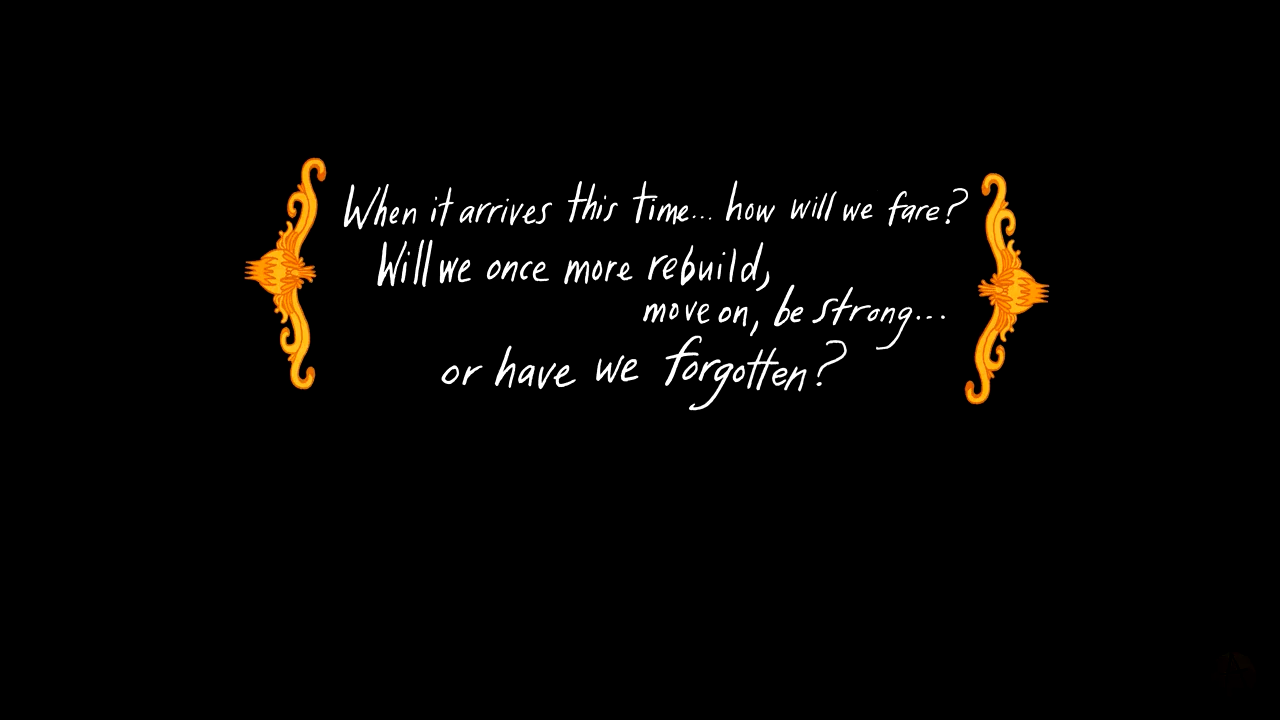 When it arrives this time... how will we fare?
Will we once more rebuild,
move on, be strong...
or have we forgotten?